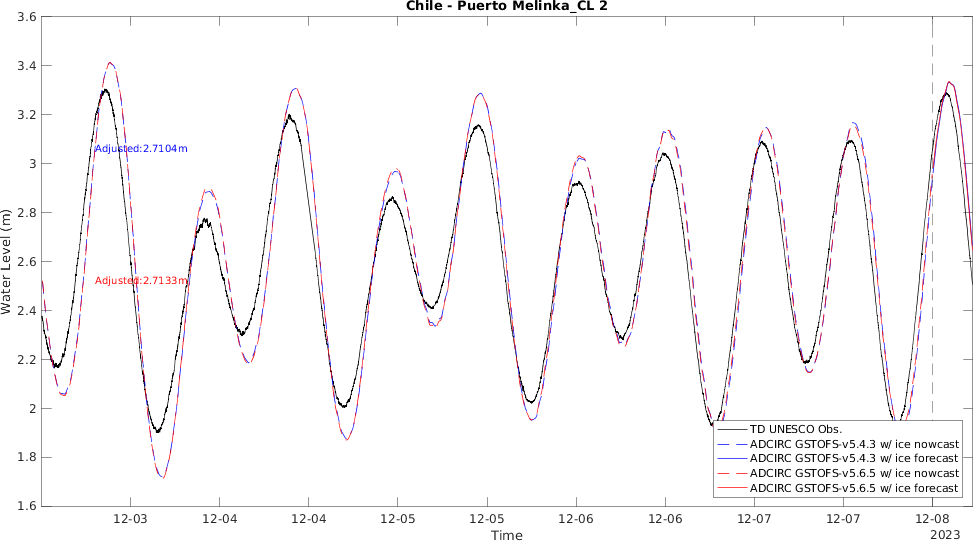 Chile - Puerto Melinka_CL 2
3.6
3.4
3.2
3
2.8
2.6
2.4
2.2
2
1.8
1.6
Water Level (m)
Adjusted:2.7104m
Adjusted:2.7133m
TD UNESCO Obs.
ADCIRC GSTOFS-v5.4.3 w/ ice nowcast
ADCIRC GSTOFS-v5.4.3 w/ ice forecast
ADCIRC GSTOFS-v5.6.5 w/ ice nowcast
ADCIRC GSTOFS-v5.6.5 w/ ice forecast
12-03 12-04 12-04 12-05 12-05 12-06 12-06 12-07 12-07 12-08
Time
2023